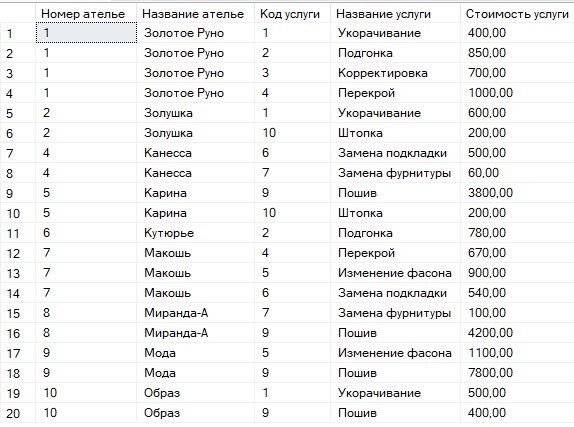 Номер ателье Название ателье Код услуги Название услуги Стоимость услуги
1 1 Золотое Руно 1 Укорачивание 400,00
2 1 Золотое Руно 2 Подгонка 850,00
3 1 Золотое Руно 3 Корректировка 700,00
4 1 Золотое Руно 4 Перекрой 1000,00
5 2 Золушка 1 Укорачивание 600,00
6 2 Золушка 10 Штопка 200,00
7 4 Канесса 6 Замена подкладки 500,00
8 4 Канесса 7 Замена фурнитуры 60,00
9 5 Карина 9 Пошив 3800,00
10 5 Карина 10 Штопка 200,00
11 6 Кутюрье 2 Подгонка 780,00
12 7 Макошь 4 Перекрой 670,00
13 7 Макошь 5 Изменение фасона 900,00
14 7 Макошь 6 Замена подкладки 540,00
15 8 Миранда-А 7 Замена фурнитуры 100,00
16 8 Миранда-А 9 Пошив 4200,00
17 9 Мода 5 Изменение фасона 1100,00
18 9 Мода 9 Пошив 7800,00
19 10 Образ 1 Укорачивание 500,00
20 10 Образ 9 Пошив 400,00